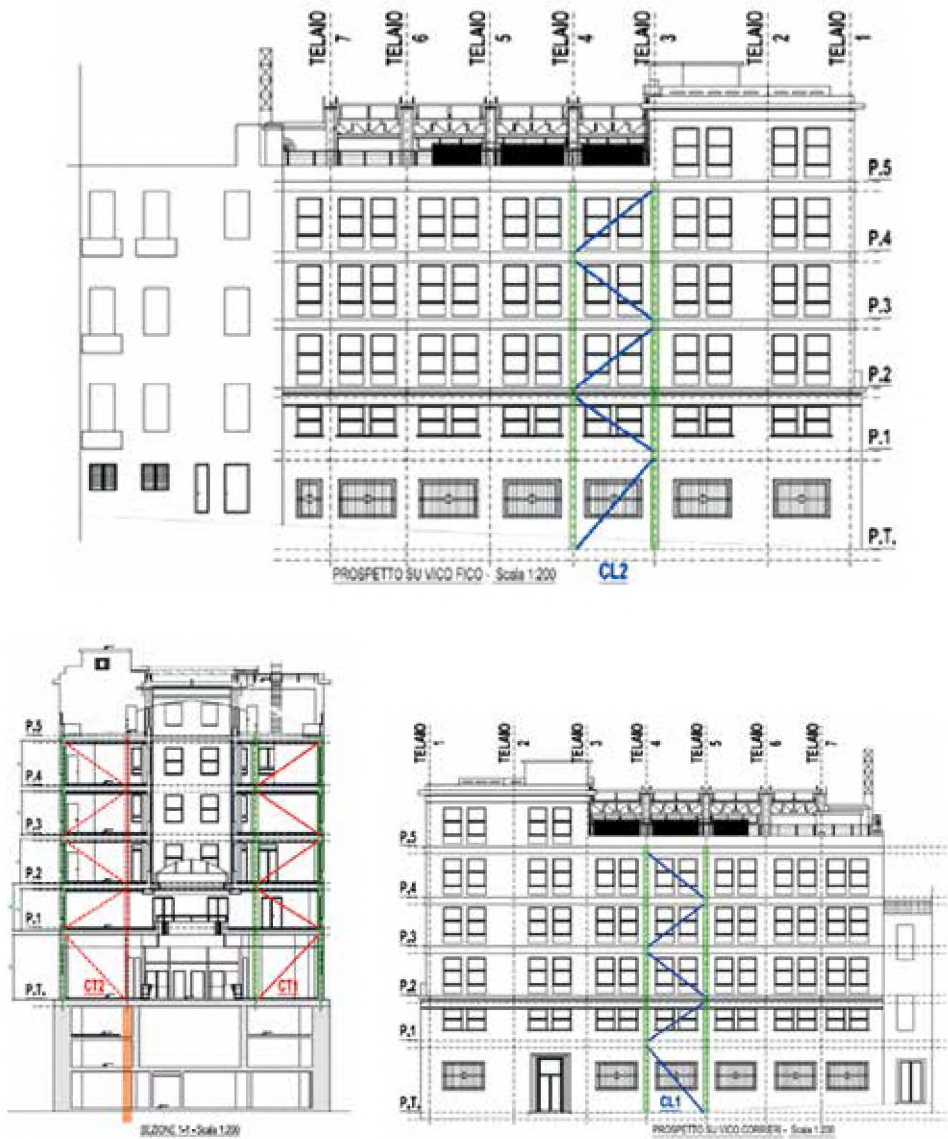 TELAIO 7
TELAIO 6
TELAIO 5
TELAIO 4
TELAIO 3
TELAIO 2
TELAIO 1
P.5
P.4
P.3
P.2
P.1
P.T.
PROSPETTO SU VICO FICO - Scala 1:200
CL2
P.5
P.4
P.3
P.2
P.1
P.T.
CT2
CT1
SEZIONE 1-1 - Scala 1:200
TELAIO 1
TELAIO 2
TELAIO 3
TELAIO 4
TELAIO 5
TELAIO 6
TELAIO 7
P.5
P.4
P.3
P.2
P.1
P.T.
CL1
PROSPETTO SU VICO CORRIERI - Scala 1:200